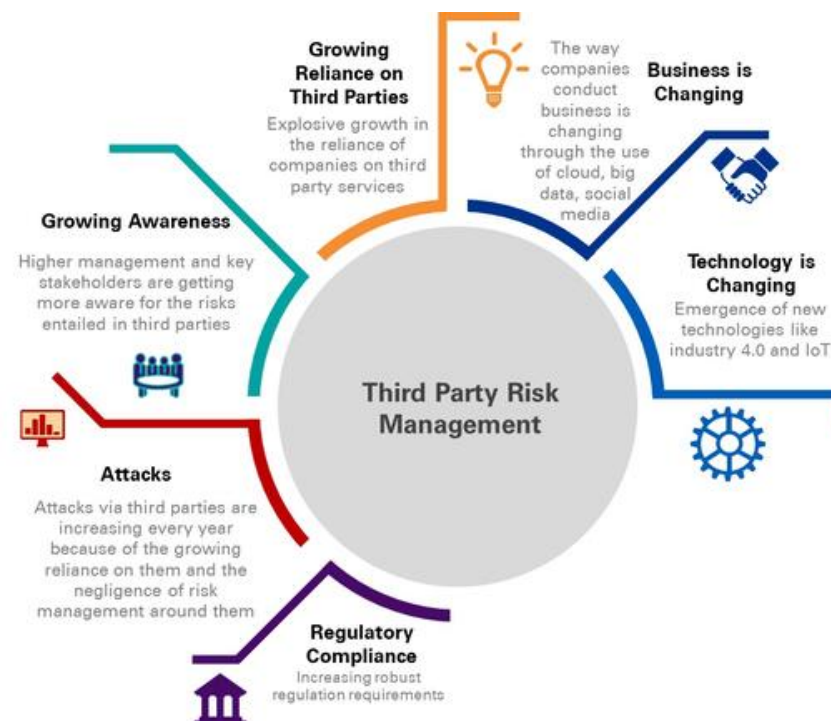 Growing
Reliance on
Third Parties
Explosive growth in
the reliance of
companies on third
party services
The way
companies
conduct
business is
changing
through the use
of cloud, big
data, social
media
Business is
Changing
Growing Awareness
Higher management and key
stakeholders are getting
more aware for the risks
entailed in third parties
Technology is
Changing
Emergence of new
technologies like
industry 4.0 and IoT
Third Party Risk
Management
Attacks
Attacks via third parties are
increasing every year
because of the growing
reliance on them and the
negligence of risk
management around them
Regulatory
Compliance
Increasing robust
regulation requirements